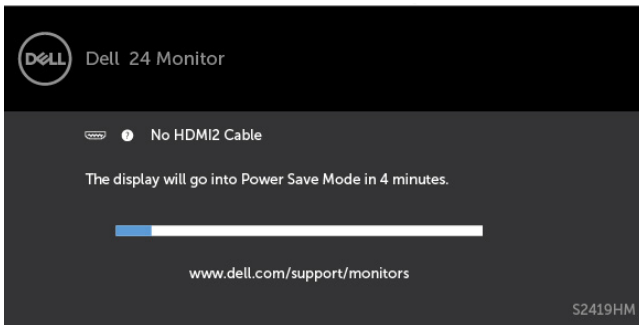 DELL
Dell 24 Monitor
? No HDMI2 Cable
The display will go into Power Save Mode in 4 minutes.
www.dell.com/support/monitors
S2419HM